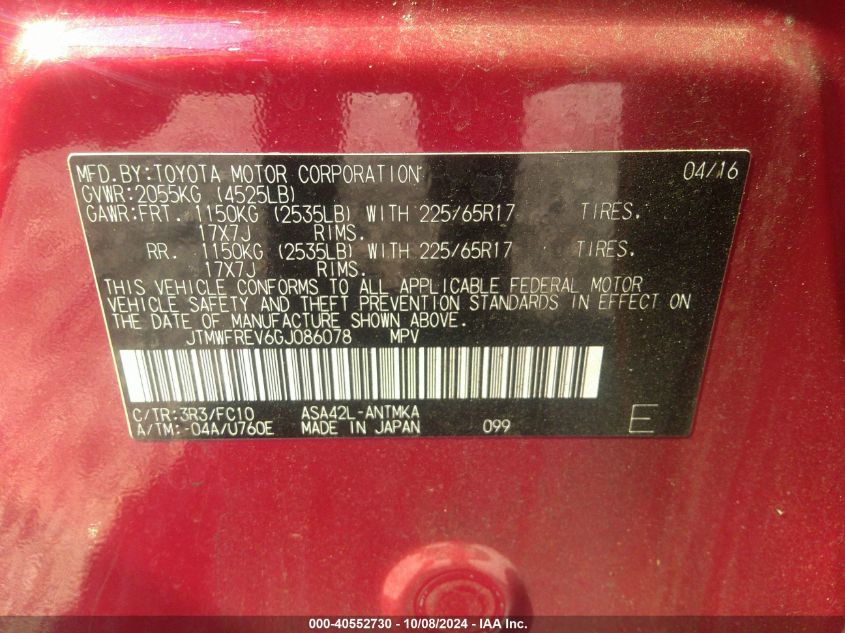 MFD.BY:TOYOTA MOTOR CORPORATION 04/16
GVWR:2055KG (4525LB)
GAWR:FRT. 1150KG (2535LB) WITH 225/65R17 TIRES.
17X7J RIMS.
RR. 1150KG (2535LB) WITH 225/65R17 TIRES.
17X7J RIMS.
THIS VEHICLE CONFORMS TO ALL APPLICABLE FEDERAL MOTOR
VEHICLE SAFETY AND THEFT PREVENTION STANDARDS IN EFFECT ON
THE DATE OF MANUFACTURE SHOWN ABOVE.
JTMWFREV6GJ086078 MPV
C/TR:3R3/FC10 ASA42L-ANTMKA
A/TM:-04A/U760E MADE IN JAPAN 099 E
000-40552730 - 10/08/2024 - IAA Inc.